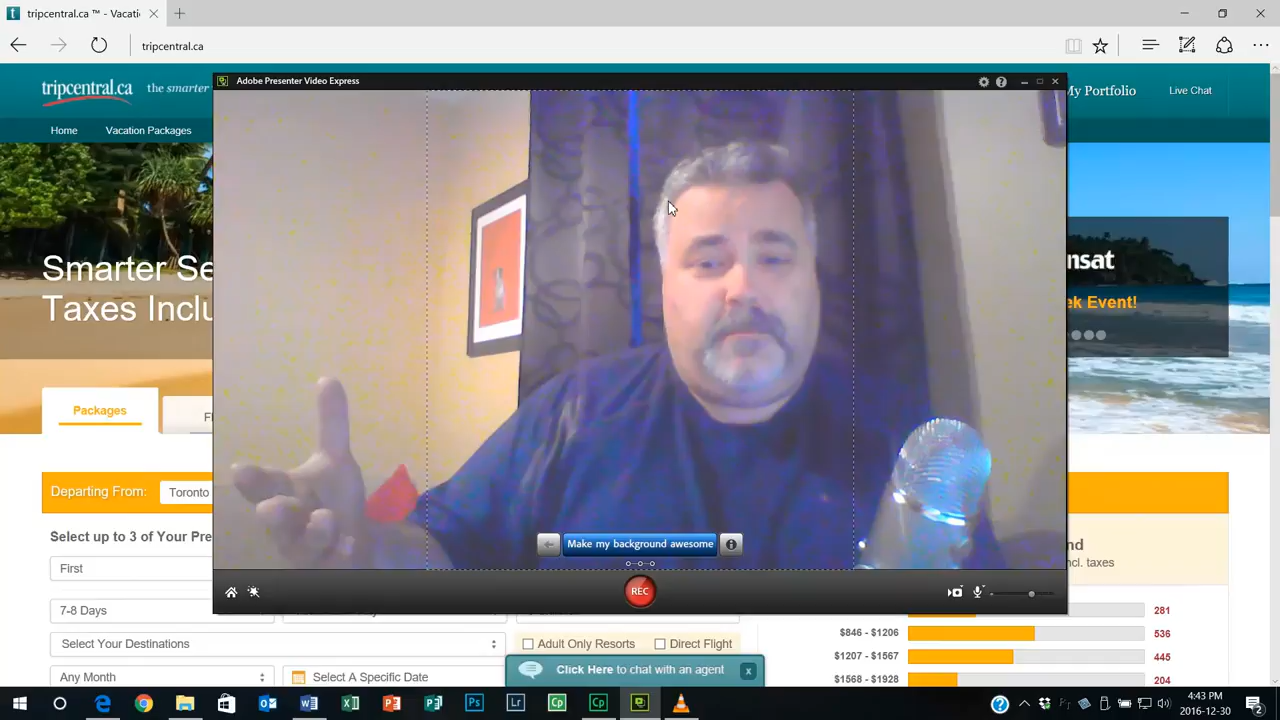 tripcentral.ca ™ - Vacati
tripcentral.ca
Adobe Presenter Video Express
tripcentral.ca
the smarter
My Portfolio
Live Chat
Home
Vacation Packages
Smarter Se
Taxes Inclu
nsat
ek Event!
Packages
F
Departing From:
Toronto
Select up to 3 of Your Pre
nd
First
ncl. taxes
Make my background awesome
REC
7-8 Days
281
Select Your Destinations
Adult Only Resorts
Direct Flight
$846 - $1206
536
$1207 - $1567
445
Any Month
Select A Specific Date
$1568 - $1928
204
Click Here to chat with an agent
x
4:43 PM
2016-12-30
2